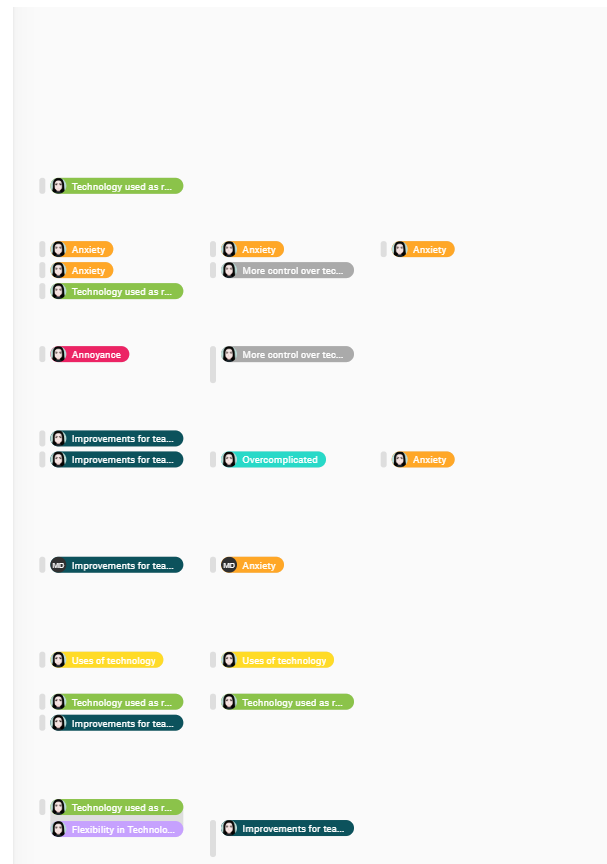 Technology used as r...
Anxiety Anxiety Anxiety
Anxiety More control over tec...
Technology used as r...
Annoyance More control over tec...
Improvements for tea...
Improvements for tea... Overcomplicated Anxiety
MD Improvements for tea... MD Anxiety
Uses of technology Uses of technology
Technology used as r... Technology used as r...
Improvements for tea...
Technology used as r...
Flexibility in Technolo... Improvements for tea...